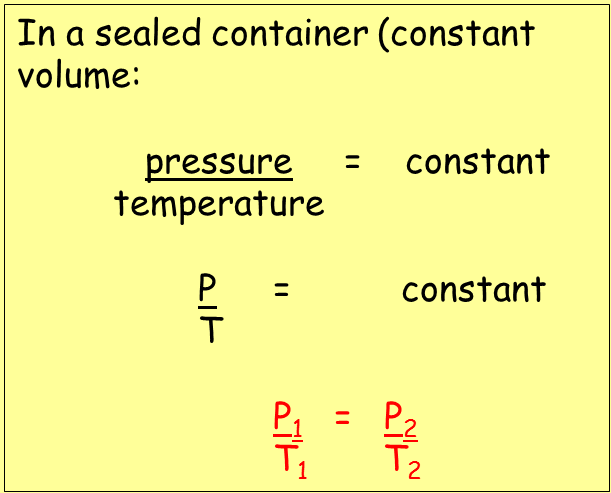 In a sealed container (constant
volume:
pressure = constant
temperature
P = constant
T
P1 = P2
T1 T2